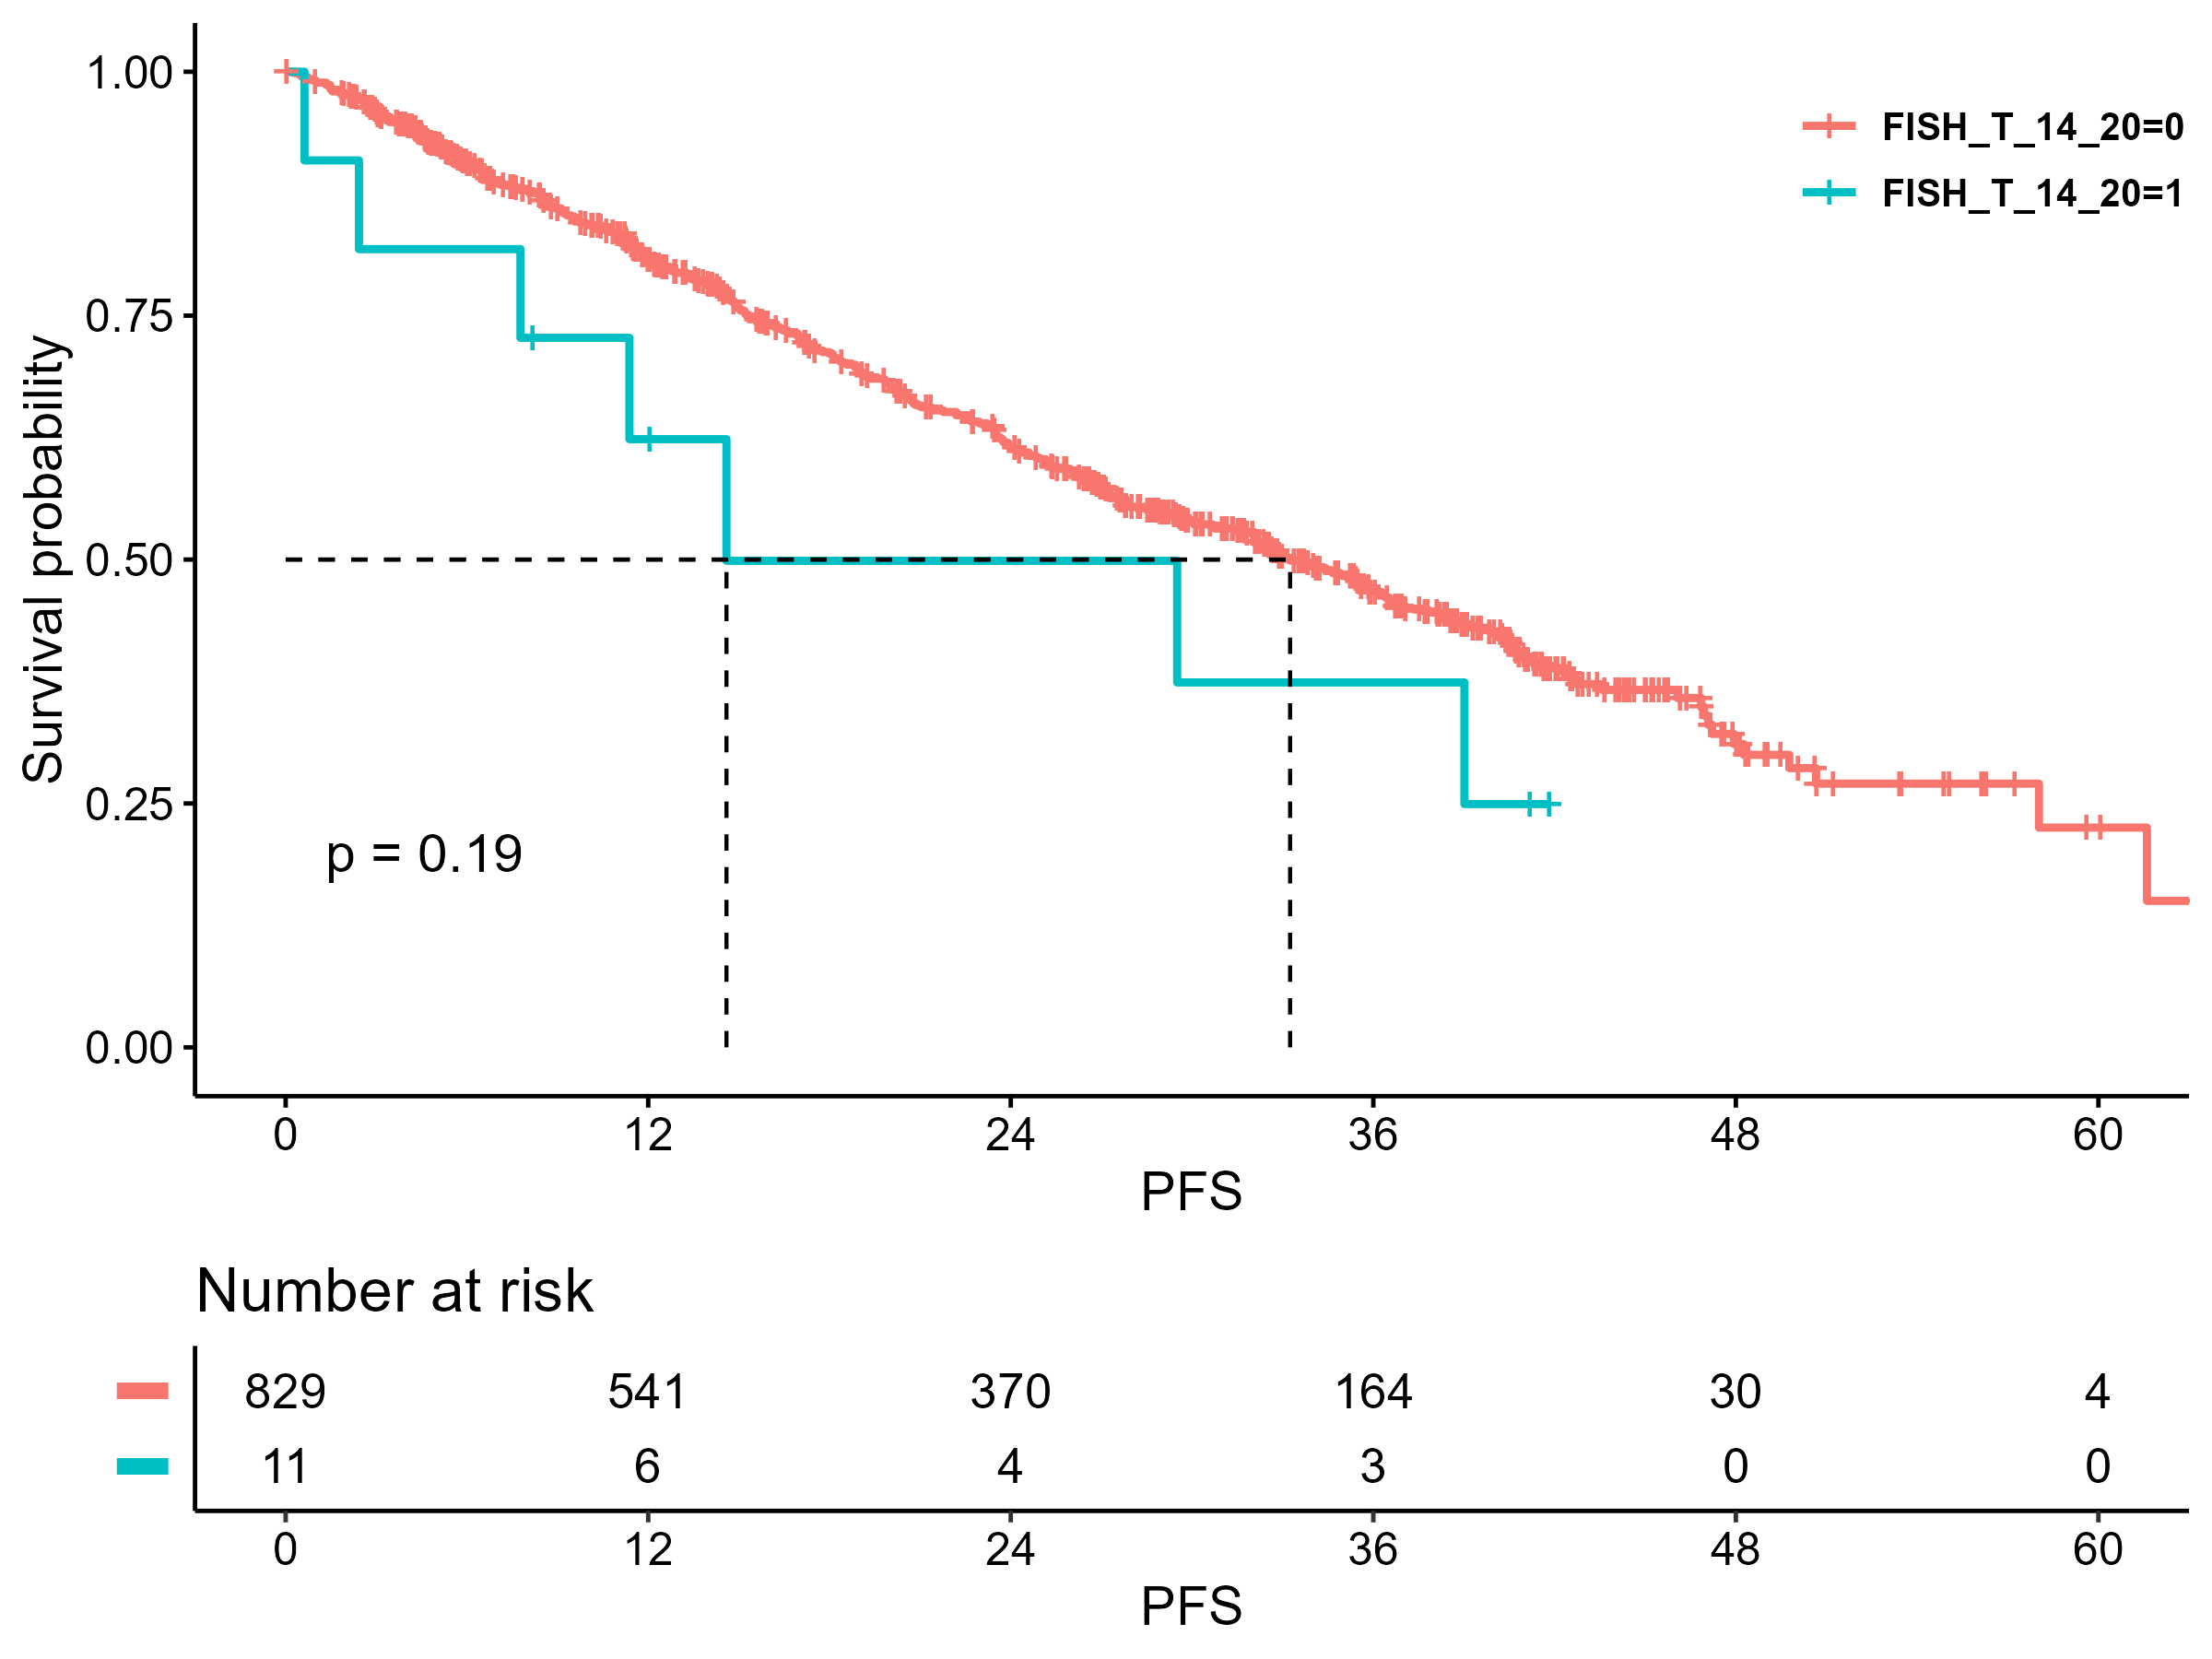 FISH_T_14_20=0
FISH_T_14_20=1
Survival probability
1.00
0.75
0.50
0.25
0.00
p = 0.19
0 12 24 36 48 60
PFS
Number at risk
829 541 370 164 30 4
11 6 4 3 0 0
0 12 24 36 48 60
PFS